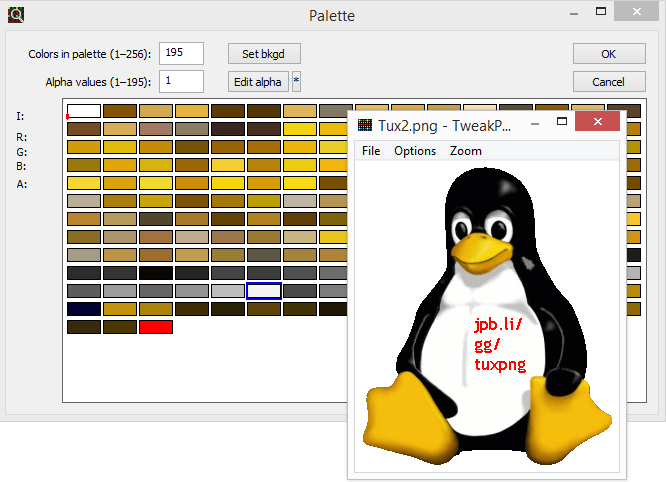 Palette
Colors in palette (1–256): 195 Set bkgd OK
Alpha values (1–195): 1 Edit alpha * Cancel
I:
R:
G:
B:
A:
Tux2.png - TweakP...
File Options Zoom
jpb.li/
gg/
tuxpng